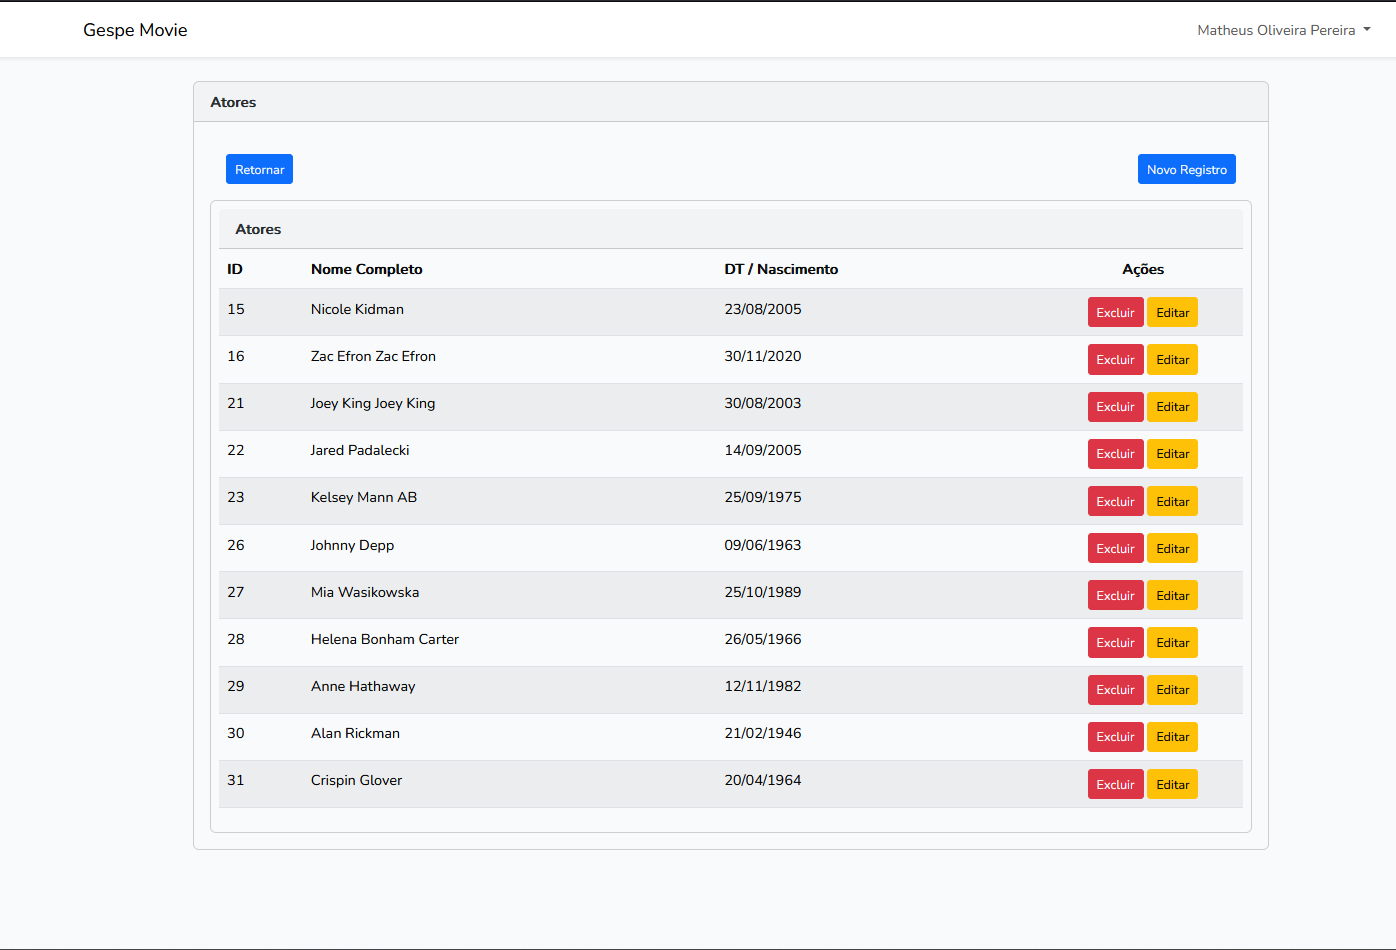 Gespe Movie Matheus Oliveira Pereira
Atores
Retornar Novo Registro
Atores
ID Nome Completo DT / Nascimento Ações
15 Nicole Kidman 23/08/2005 Excluir Editar
16 Zac Efron Zac Efron 30/11/2020 Excluir Editar
21 Joey King Joey King 30/08/2003 Excluir Editar
22 Jared Padalecki 14/09/2005 Excluir Editar
23 Kelsey Mann AB 25/09/1975 Excluir Editar
26 Johnny Depp 09/06/1963 Excluir Editar
27 Mia Wasikowska 25/10/1989 Excluir Editar
28 Helena Bonham Carter 26/05/1966 Excluir Editar
29 Anne Hathaway 12/11/1982 Excluir Editar
30 Alan Rickman 21/02/1946 Excluir Editar
31 Crispin Glover 20/04/1964 Excluir Editar